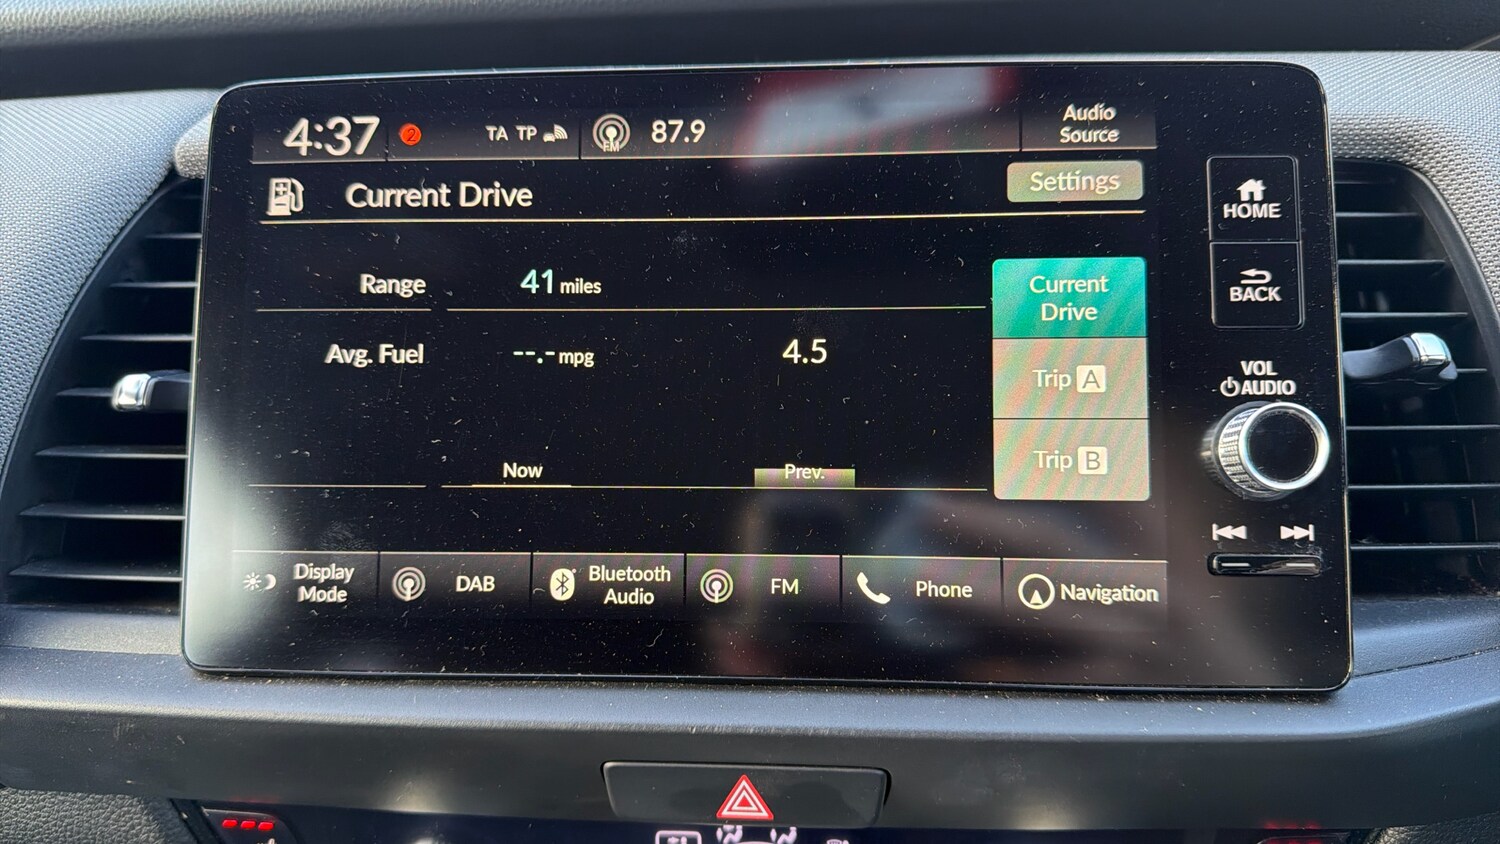 4:37 2 TA TP FM 87.9 Audio
Source
Current Drive Settings
HOME
Range 41 miles Current
Drive
BACK
Avg. Fuel --.- mpg 4.5
Trip A
VOL
AUDIO
Now Prev. Trip B
Display
Mode
DAB
Bluetooth
Audio
FM
Phone
Navigation